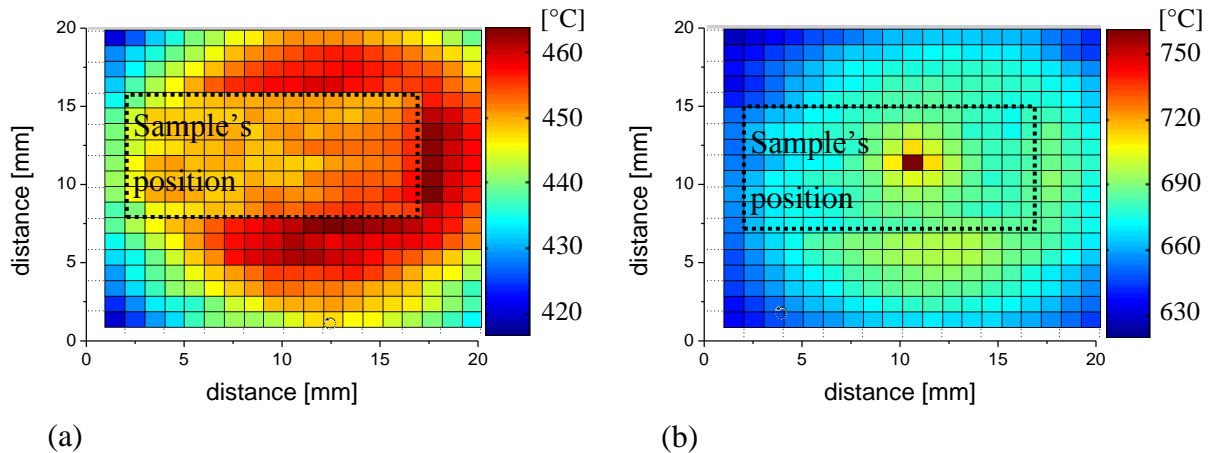 [°C]
20
15
10
5
0
distance [mm]
0 5 10 15 20
distance [mm]
Sample's
position
460
450
440
430
420
(a)
[°C]
20
15
10
5
0
distance [mm]
0 5 10 15 20
distance [mm]
Sample's
position
750
720
690
660
630
(b)